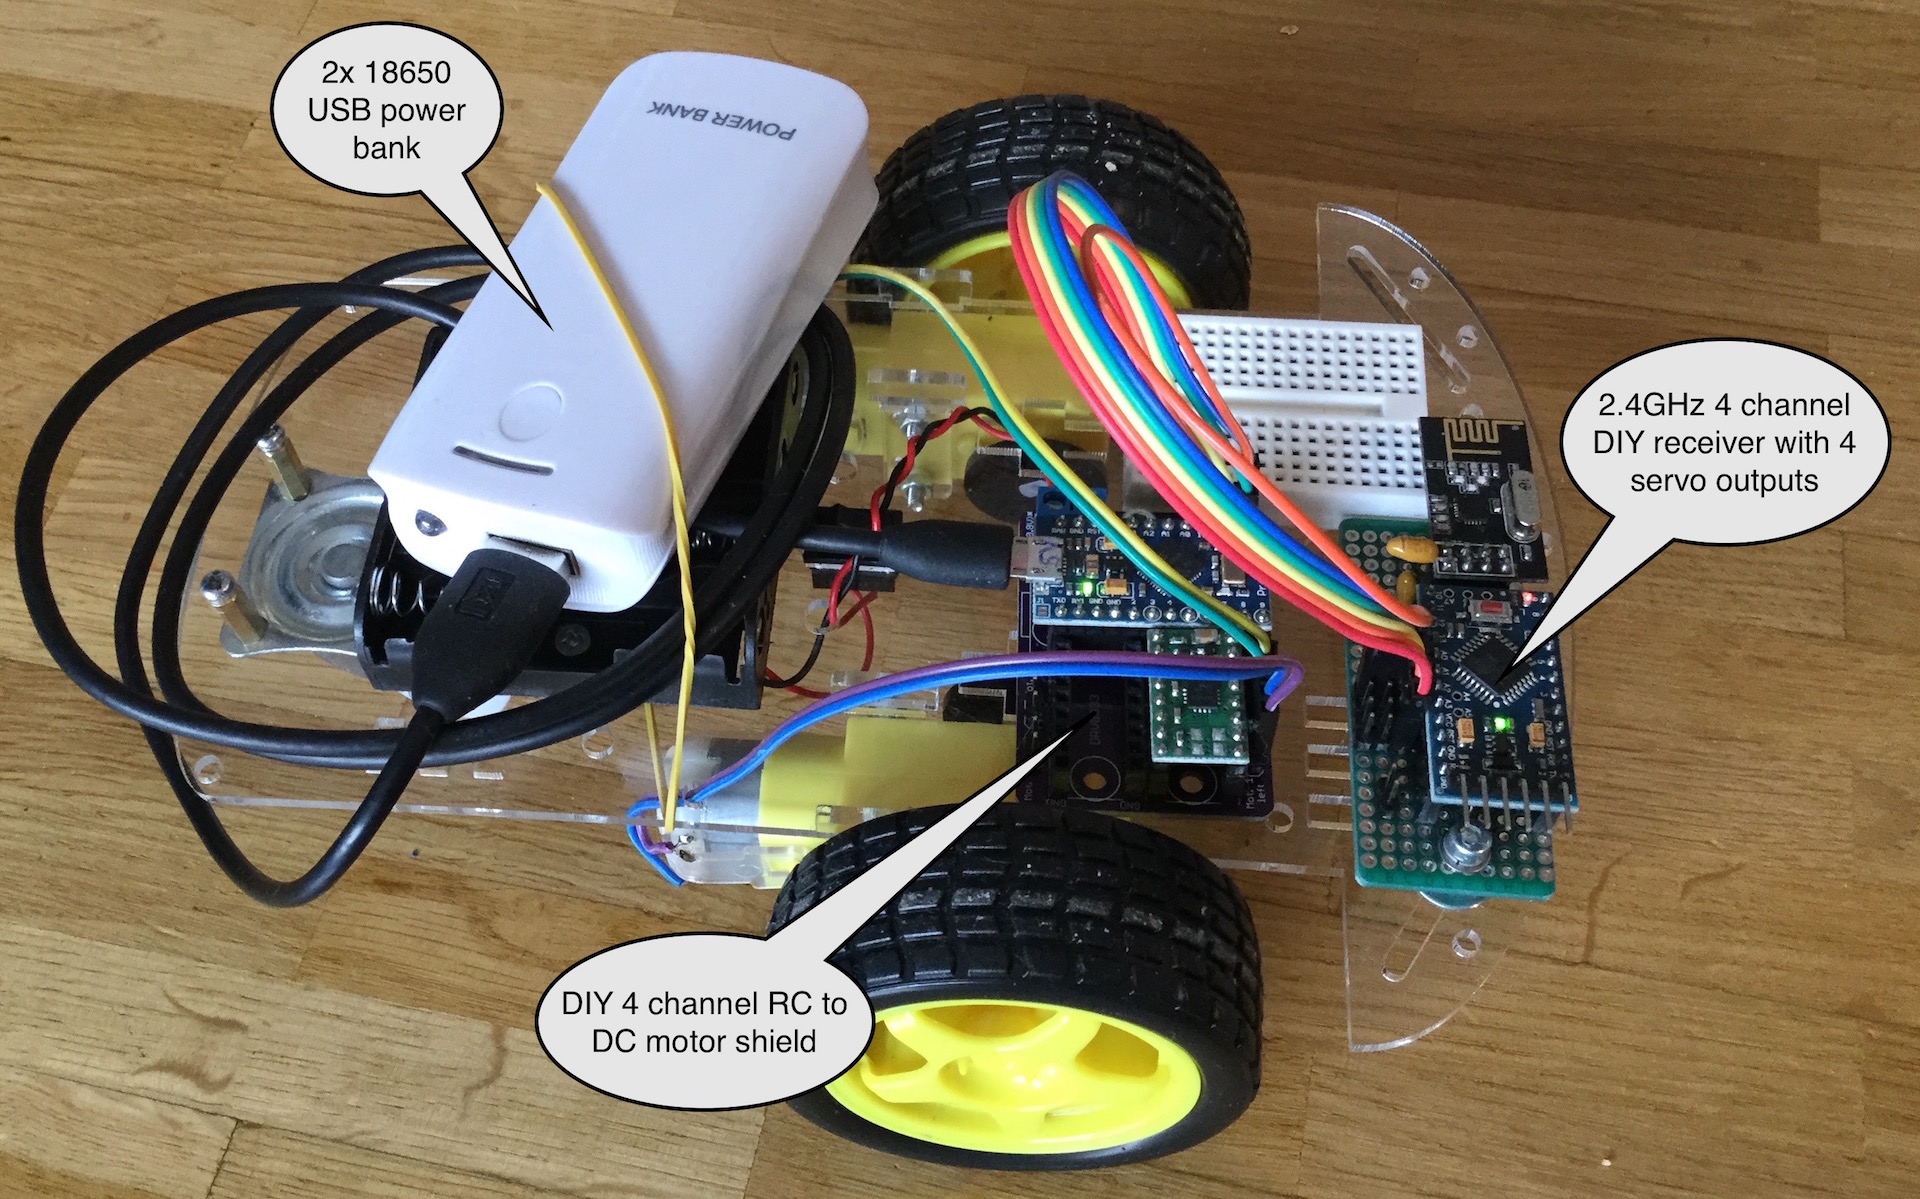 2x 18650
USB power
bank
POWER BANK
2.4GHz 4 channel
DIY receiver with 4
servo outputs
DIY 4 channel RC to
DC motor shield